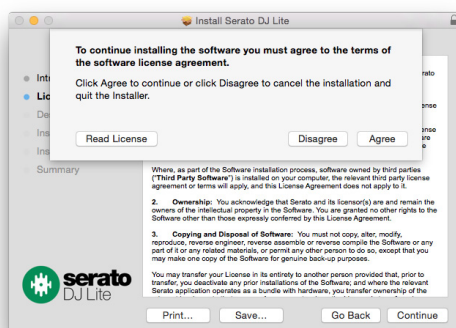 Install Serato DJ Lite
To continue installing the software you must agree to the terms of
the software license agreement.
Click Agree to continue or click Disagree to cancel the installation and
quit the Installer.
Read License
Disagree
Agree
Summary
Where, as part of the Software installation process, software owned by third parties
("Third Party Software") is installed on your computer, the relevant third party license
agreement or terms will apply, and this License Agreement does not apply to it.
2. Ownership: You acknowledge that Serato and its licensor(s) are and remain the
owners of the intellectual property in the Software. You are granted no other rights to the
Software other than those expressly conferred by this License Agreement.
3. Copying and Disposal of Software: You must not copy, alter, modify,
reproduce, reverse engineer, reverse assemble or reverse compile the Software or any
part of it or any related materials, or permit any other person to do so, except that you
may make one copy of the Software for genuine back-up purposes.
You may transfer your License in its entirety to another person provided that, prior to
transfer, you deactivate any prior installations of the Software; and where the relevant
Serato application operates as a bundle with hardware, you transfer ownership of the
serato
DJ Lite
Print...
Save...
Go Back
Continue